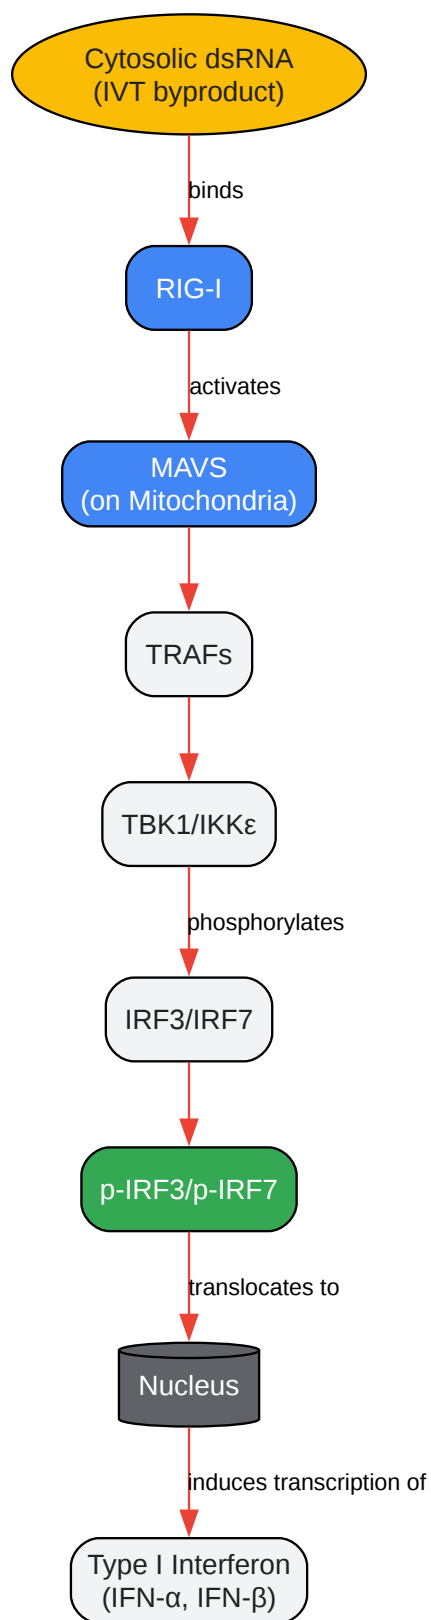 Cytosolic dsRNA
(IVT byproduct)
binds
RIG-I
activates
MAVS
(on Mitochondria)
TRAFs
TBK1/IKKε
phosphorylates
IRF3/IRF7
p-IRF3/p-IRF7
translocates to
Nucleus
induces transcription of
Type I Interferon
(IFN-α, IFN-β)